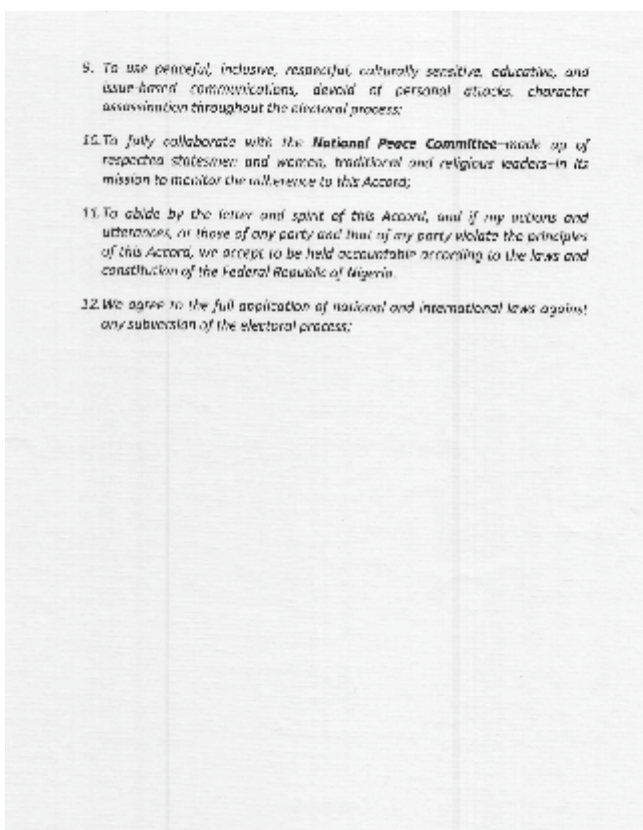 9. To use peaceful, inclusive, respectful, culturally sensitive, educative, and
issue-based communications, devoid of personal attacks, character
assassination throughout the electoral process;
10. To fully collaborate with the National Peace Committee–made up of
respected statesmen and women, traditional and religious leaders–in its
mission to monitor the adherence to this Accord;
11. To abide by the letter and spirit of this Accord, and if my actions and
utterances, or those of any party and that of my party violate the principles
of this Accord, we accept to be held accountable according to the laws and
constitution of the Federal Republic of Nigeria.
12. We agree to the full application of national and international laws against
any subversion of the electoral process;